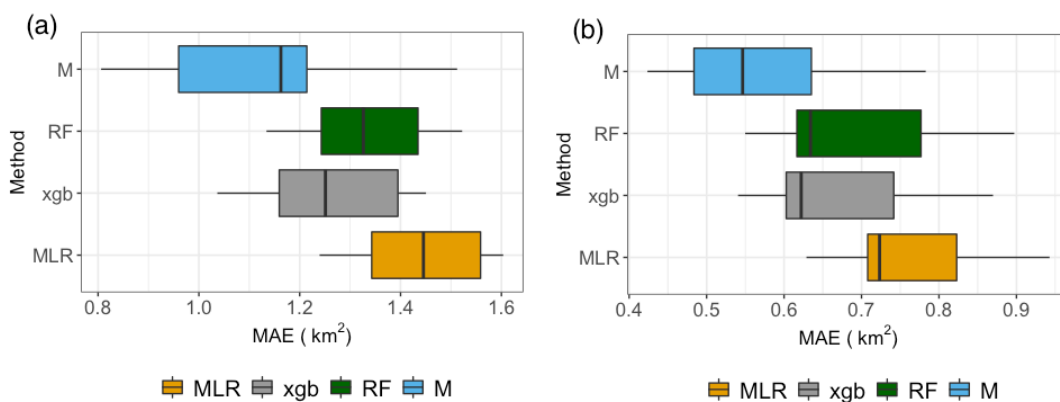 (a)
Method
M
RF
xgb
MLR
0.8 1.0 1.2 1.4 1.6
MAE ( km²)
MLR xgb RF M
(b)
Method
M
RF
xgb
MLR
0.4 0.5 0.6 0.7 0.8 0.9
MAE ( km²)
MLR xgb RF M